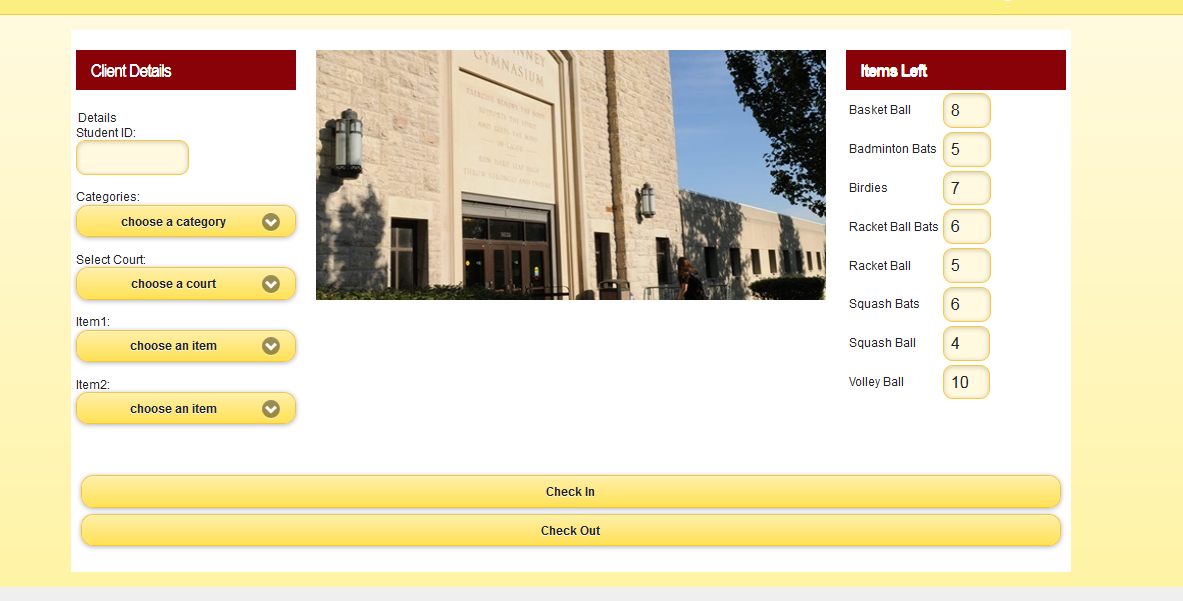 Client Details
Details
Student ID:
Categories:
choose a category
Select Court:
choose a court
Item1:
choose an item
Item2:
choose an item
GYMNASIUM
Items Left
Basket Ball 8
Badminton Bats 5
Birdies 7
Racket Ball Bats 6
Racket Ball 5
Squash Bats 6
Squash Ball 4
Volley Ball 10
Check In
Check Out